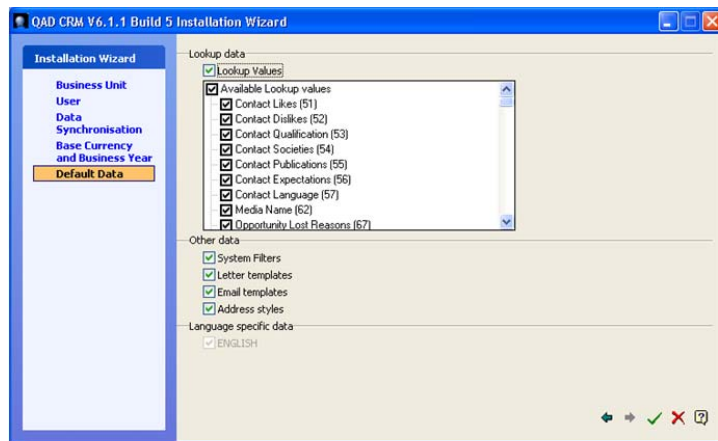 QAD CRM V6.1.1 Build 5 Installation Wizard
Installation Wizard
Business Unit
User
Data
Synchronisation
Base Currency
and Business Year
Default Data
Lookup data
Lookup Values
Available Lookup values
Contact Likes (51)
Contact Dislikes (52)
Contact Qualification (53)
Contact Societies (54)
Contact Publications (55)
Contact Expectations (56)
Contact Language (57)
Media Name (62)
Opportunity Lost Reasons (67)
Other data
System Filters
Letter templates
Email templates
Address styles
Language specific data
ENGLISH